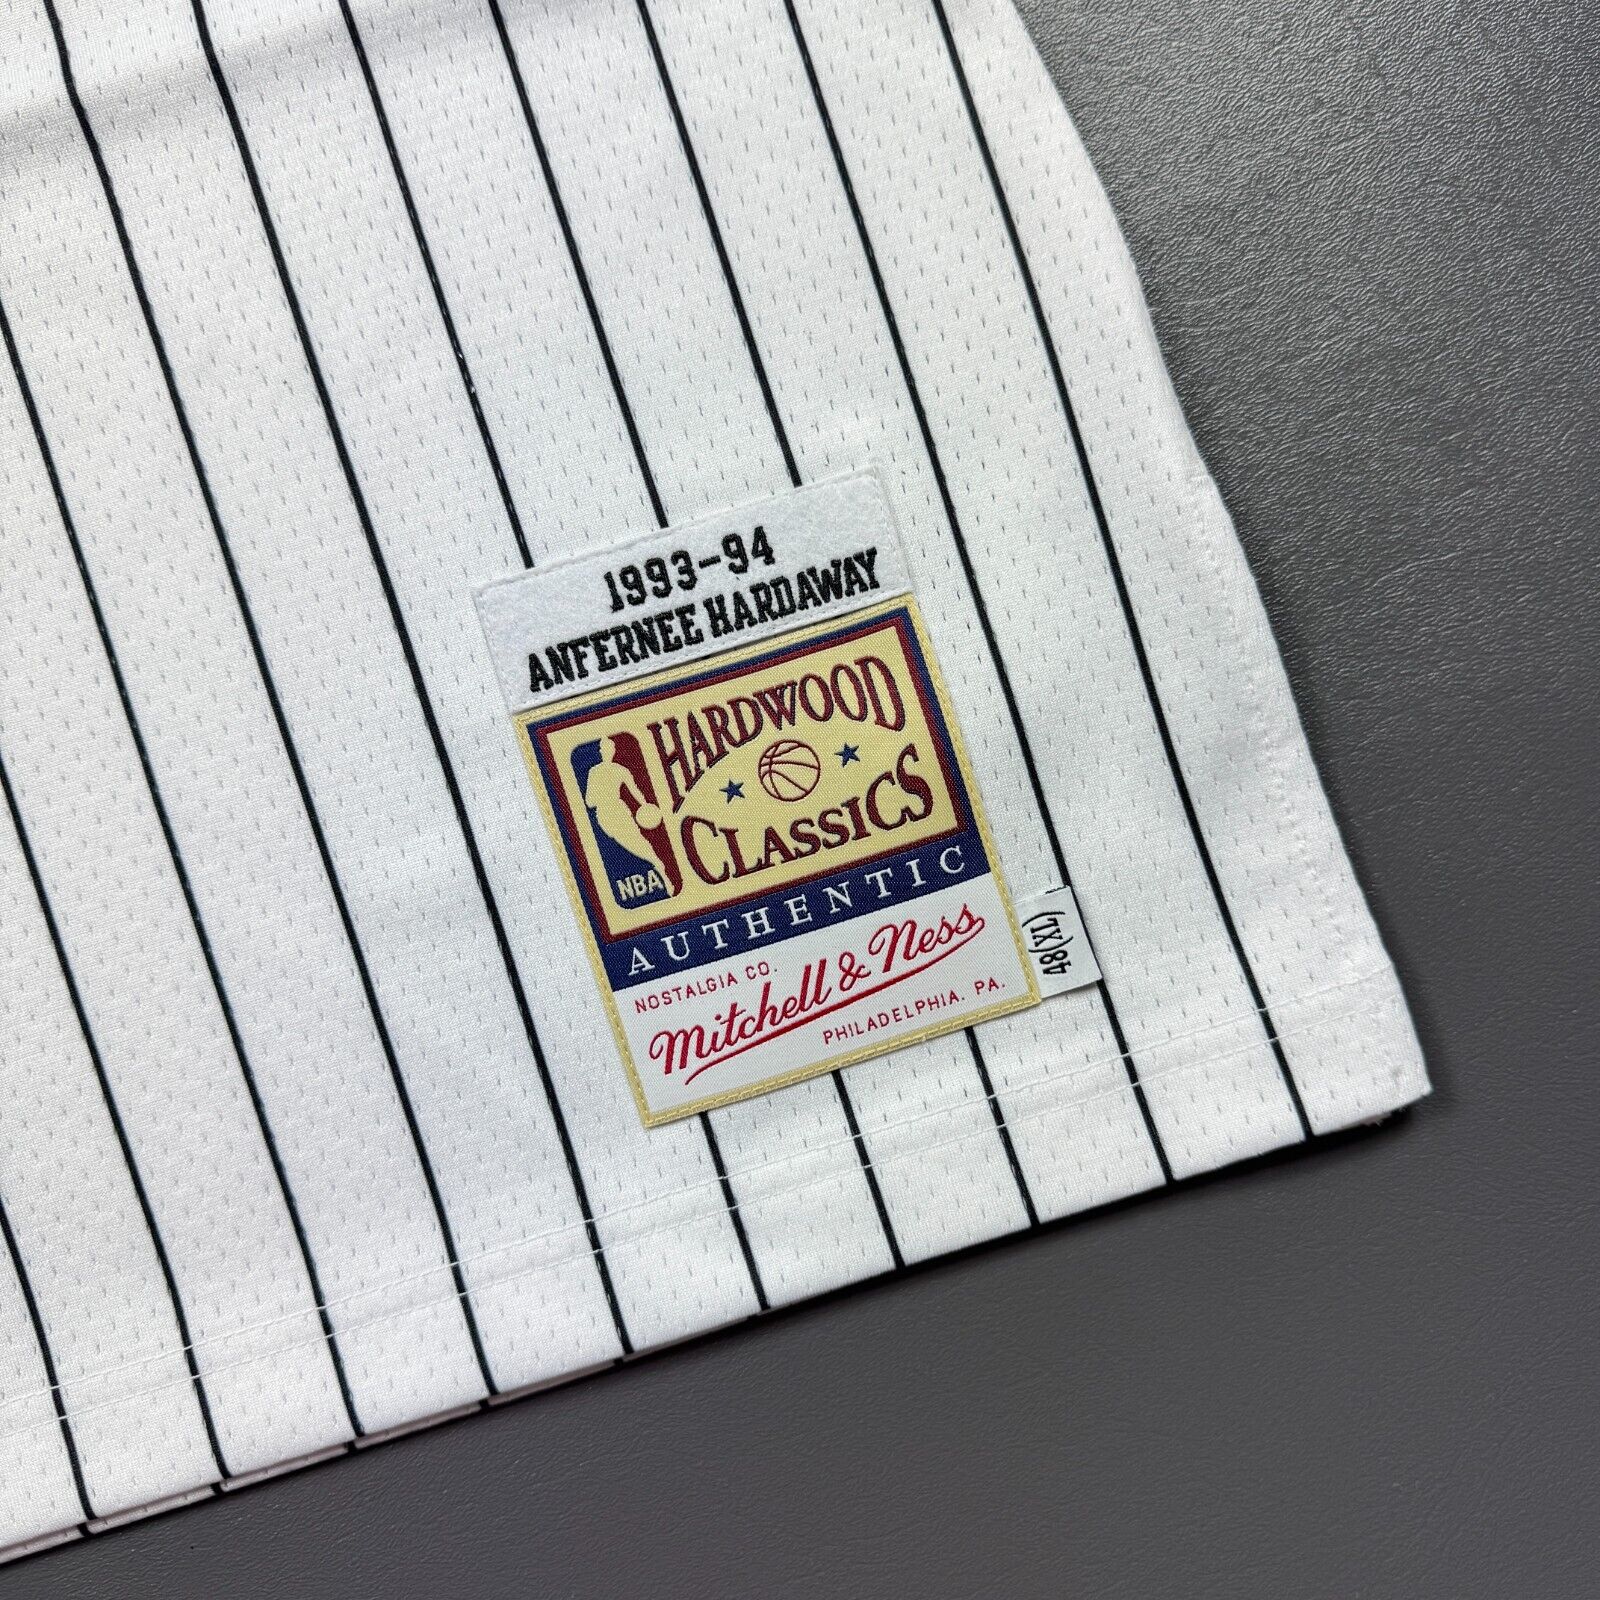 1993-94
ANFERNEE HARDAWAY
HARDWOOD
CLASSICS
NBA
AUTHENTIC
NOSTALGIA CO.
Mitchell & Ness
PHILADELPHIA. PA.
48(XL)